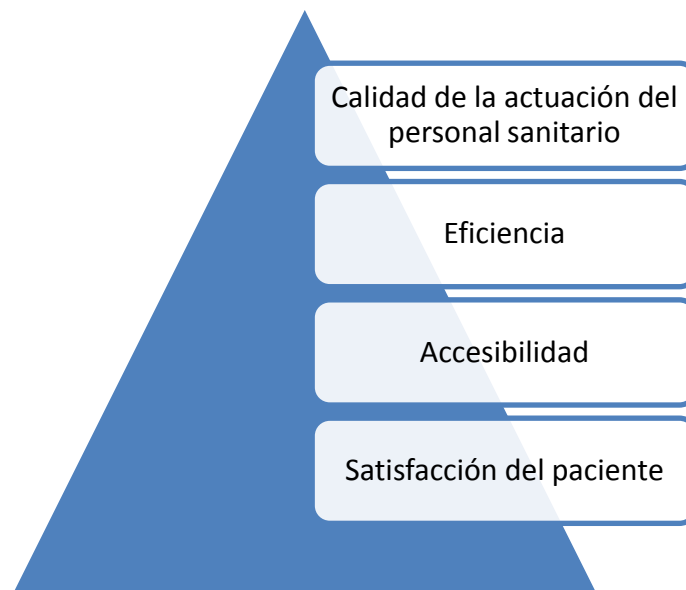 Calidad de la actuación del
personal sanitario
Eficiencia
Accesibilidad
Satisfacción del paciente